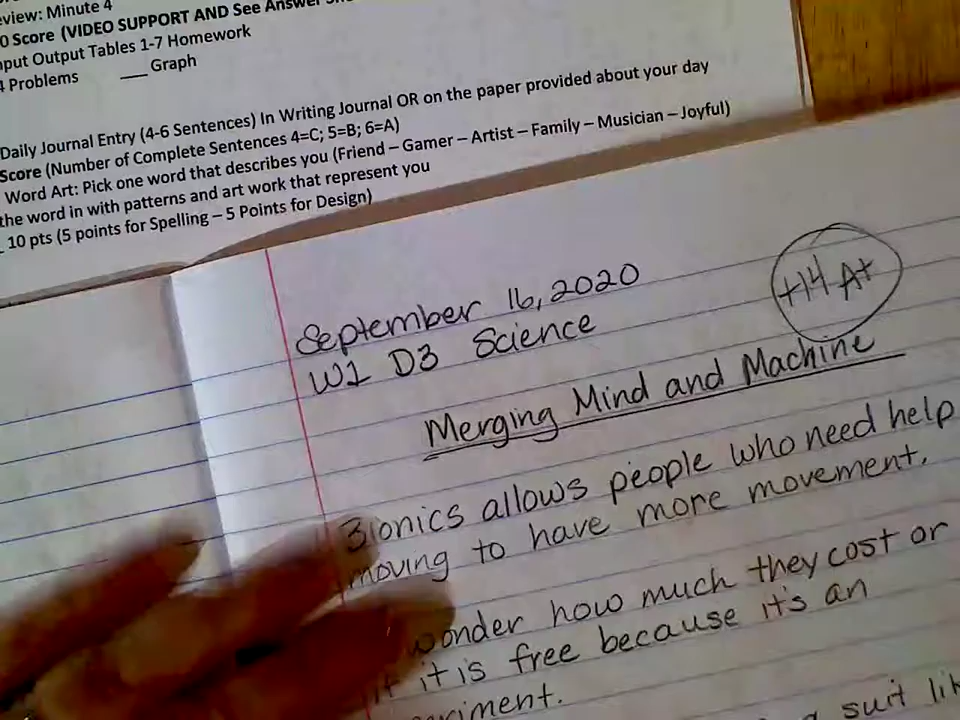 view: Minute 4
0 Score (VIDEO SUPPORT AND See Answer
nput Output Tables 1-7 Homework
4 Problems ___ Graph
Daily Journal Entry (4-6 Sentences) In Writing Journal OR on the paper provided about your day
Score (Number of Complete Sentences 4=C; 5=B; 6=A)
Word Art: Pick one word that describes you (Friend – Gamer – Artist – Family – Musician – Joyful)
the word in with patterns and art work that represent you
10 pts (5 points for Spelling – 5 Points for Design)
September 16, 2020
W1 D3 Science
+14 A+
Merging Mind and Machine
Bionics allows people who need help
moving to have more movement.
wonder how much they cost or
if it is free because it's an
eriment.
suit lik